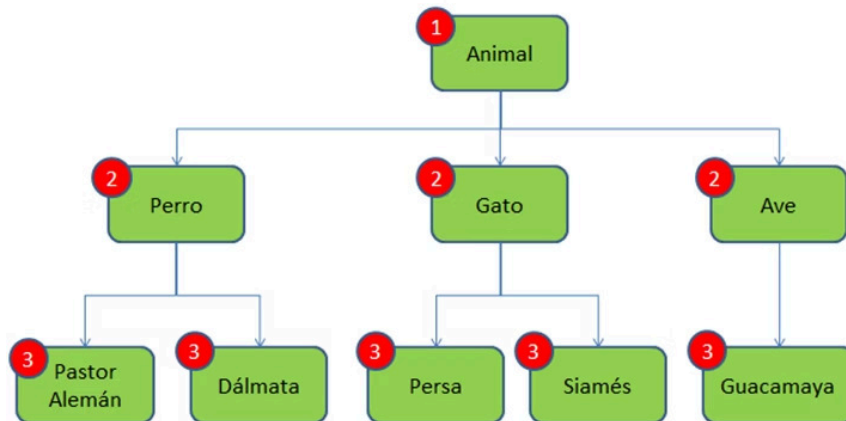 1
Animal
2
Perro
2
Gato
2
Ave
3
Pastor
Alemán
3
Dálmata
3
Persa
3
Siamés
3
Guacamaya